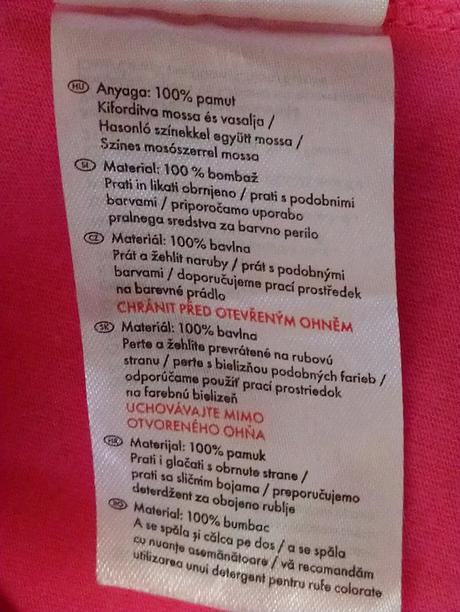 HU Anyaga: 100% pamut
Kifordítva mossa és vasalja /
Hasonló színekkel együtt mossa /
Színes mosószerrel mossa
SI Material: 100 % bombaž
Prati in likati obrnjeno / prati s podobnimi
barvami / priporočamo uporabo
pralnega sredstva za barvno perilo
CZ Materiál: 100% bavlna
Prát a žehlit naruby / prát s podobnými
barvami / doporučujeme prací prostředek
na barevné prádlo
CHRÁNIT PŘED OTEVŘENÝM OHNĚM
SK Materiál: 100% bavlna
Perte a žehlite prevrátené na rubovú
stranu / perte s bielizňou podobných farieb /
odporúčame použiť prací prostriedok
na farebnú bielizeň
UCHOVÁVAJTE MIMO
OTVORENÉHO OHŇA
HR Materijal: 100% pamuk
Prati i glačati s obrnute strane /
prati sa sličnim bojama / preporučujemo
deterdžent za obojeno rublje
RO Material: 100% bumbac
A se spăla și călca pe dos / a se spăla
cu nuanțe asemănătoare / vă recomandăm
utilizarea unui detergent pentru rufe colorate